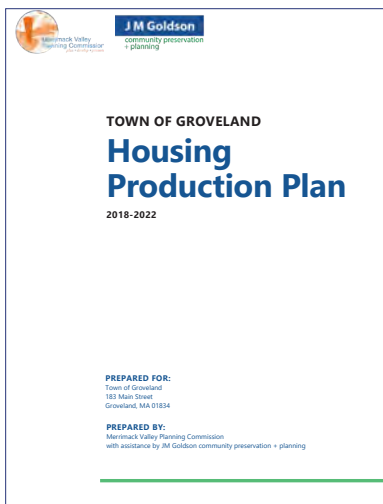 Merrimack Valley
Planning Commission
J M Goldson
community preservation
+ planning
TOWN OF GROVELAND
Housing
Production Plan
2018-2022
PREPARED FOR:
Town of Groveland
183 Main Street
Groveland, MA 01834
PREPARED BY:
Merrimack Valley Planning Commission
with assistance by JM Goldson community preservation + planning